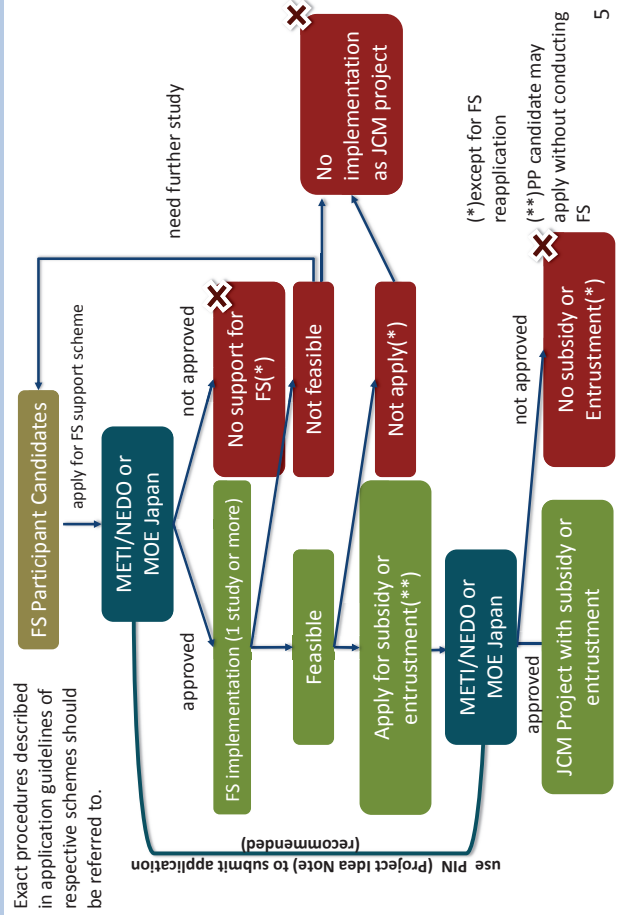 Exact procedures described
in application guidelines of
respective schemes should
be referred to.
FS Participant Candidates
apply for FS support scheme
need further study
METI/NEDO or
MOE Japan
approved
not approved
FS implementation (1 study or more)
No support for
FS(*)
Feasible
Not feasible
No
implementation
as JCM project
Apply for subsidy or
entrustment(**)
Not apply(*)
METI/NEDO or
MOE Japan
use PIN (Project Idea Note) to submit application
(recommended)
approved
not approved
JCM Project with subsidy or
entrustment
No subsidy or
Entrustment(*)
(*)except for FS
reapplication
(**)PP candidate may
apply without conducting
FS
5